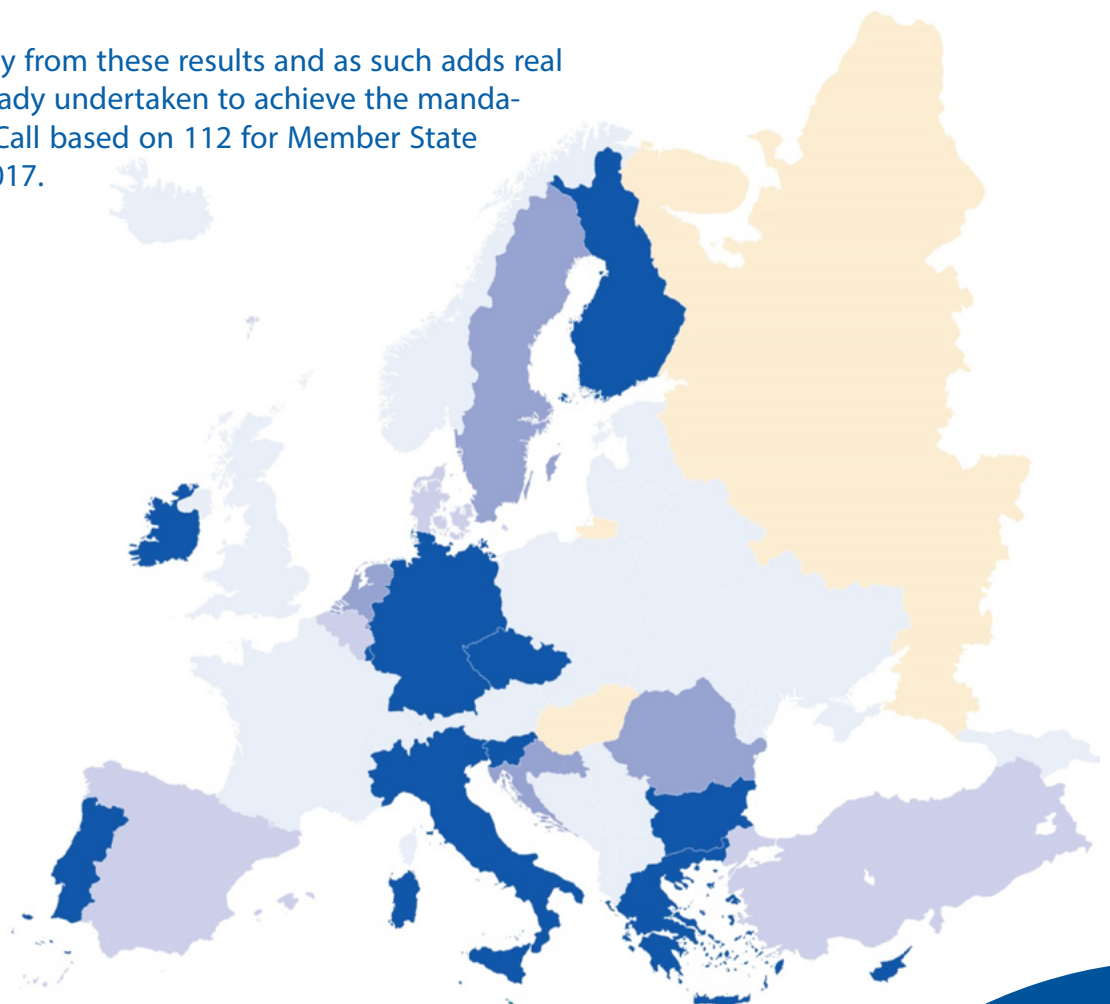 y from these results and as such adds real
ady undertaken to achieve the manda-
Call based on 112 for Member State
017.